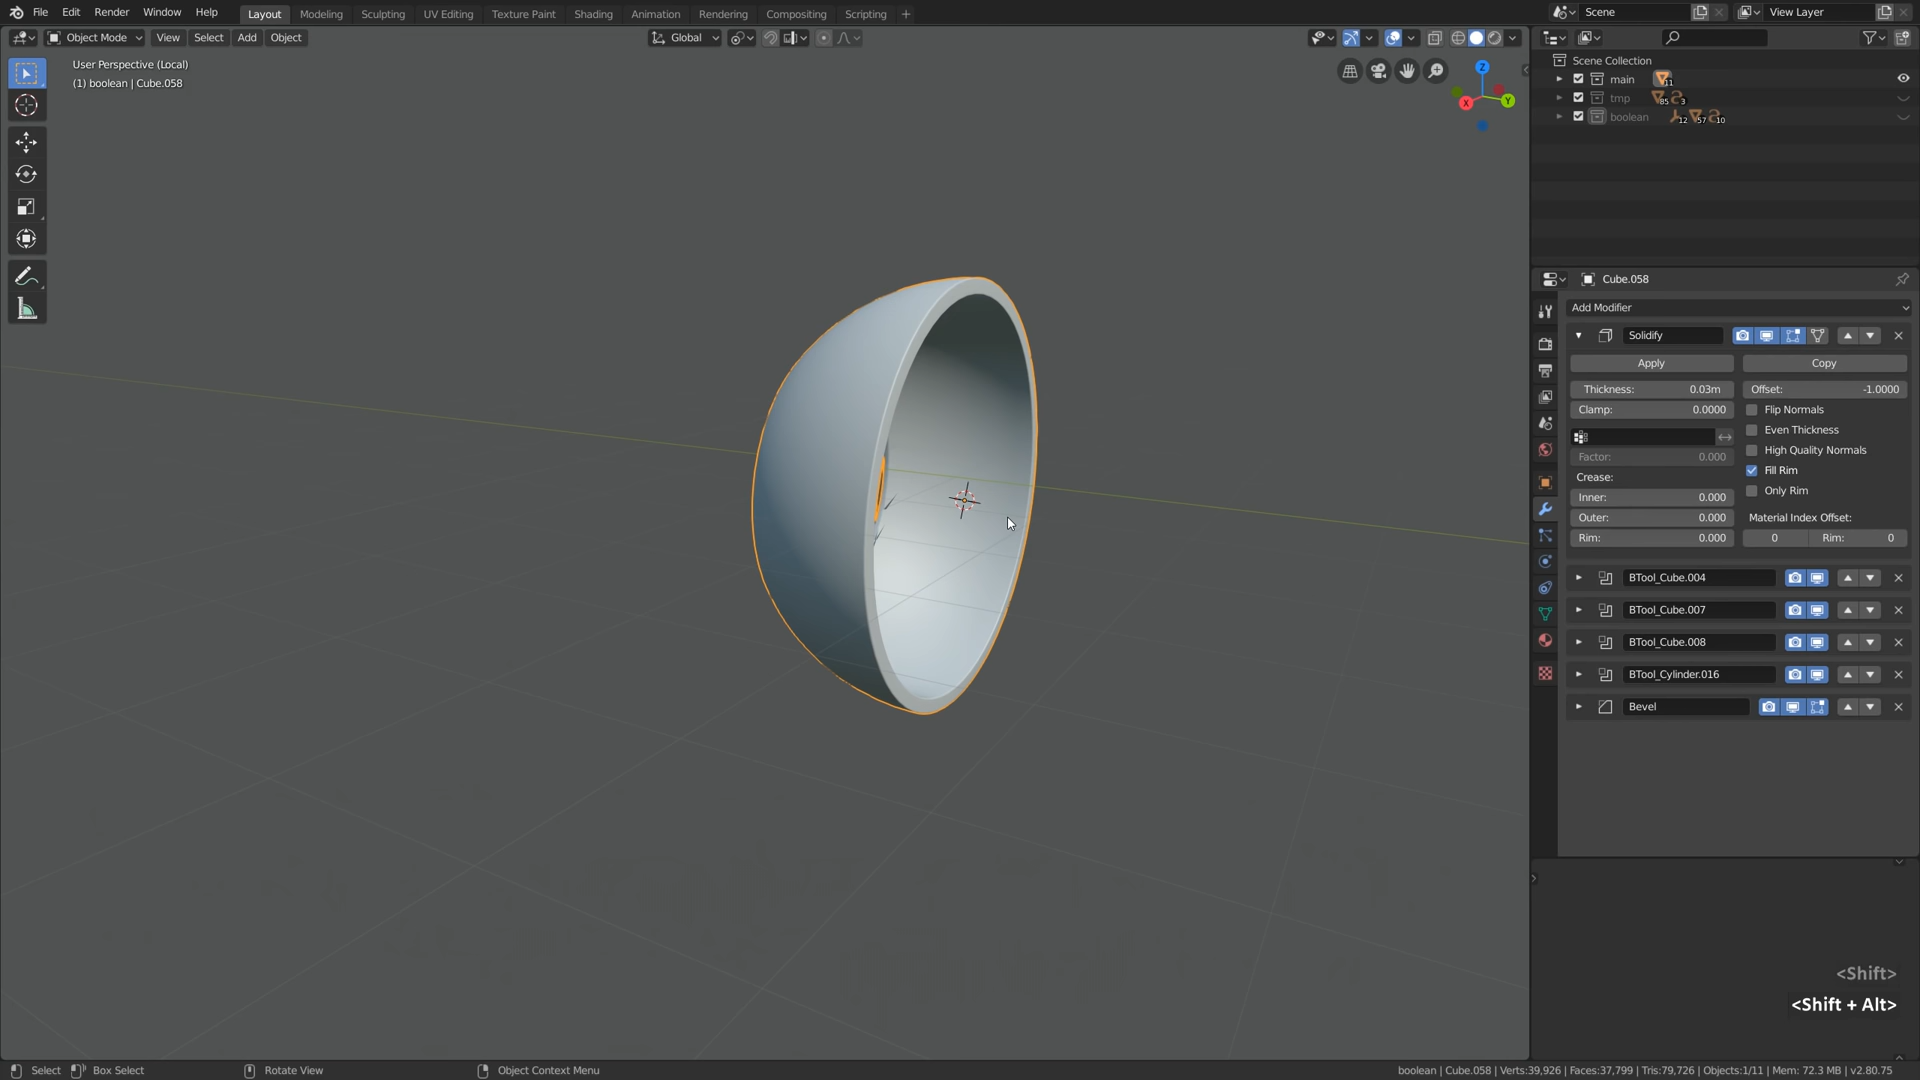 File Edit Render Window Help Layout Modeling Sculpting UV Editing Texture Paint Shading Animation Rendering Compositing Scripting + Scene View Layer
Object Mode View Select Add Object Global
User Perspective (Local)
(1) boolean | Cube.058
Z
X
Y
Scene Collection
main 11
tmp 85 3
boolean 12 57 10
Cube.058
Add Modifier
Solidify
Apply Copy
Thickness: 0.03m Offset: -1.0000
Clamp: 0.0000 Flip Normals
Even Thickness
High Quality Normals
Factor: 0.000
Fill Rim
Crease:
Only Rim
Inner: 0.000
Outer: 0.000 Material Index Offset:
Rim: 0.000 0 Rim: 0
BTool_Cube.004
BTool_Cube.007
BTool_Cube.008
BTool_Cylinder.016
Bevel
<Shift>
<Shift + Alt>
Select Box Select Rotate View Object Context Menu boolean | Cube.058 | Verts:39,926 | Faces:37,799 | Tris:79,726 | Objects:1/11 | Mem: 72.3 MB | v2.80.75